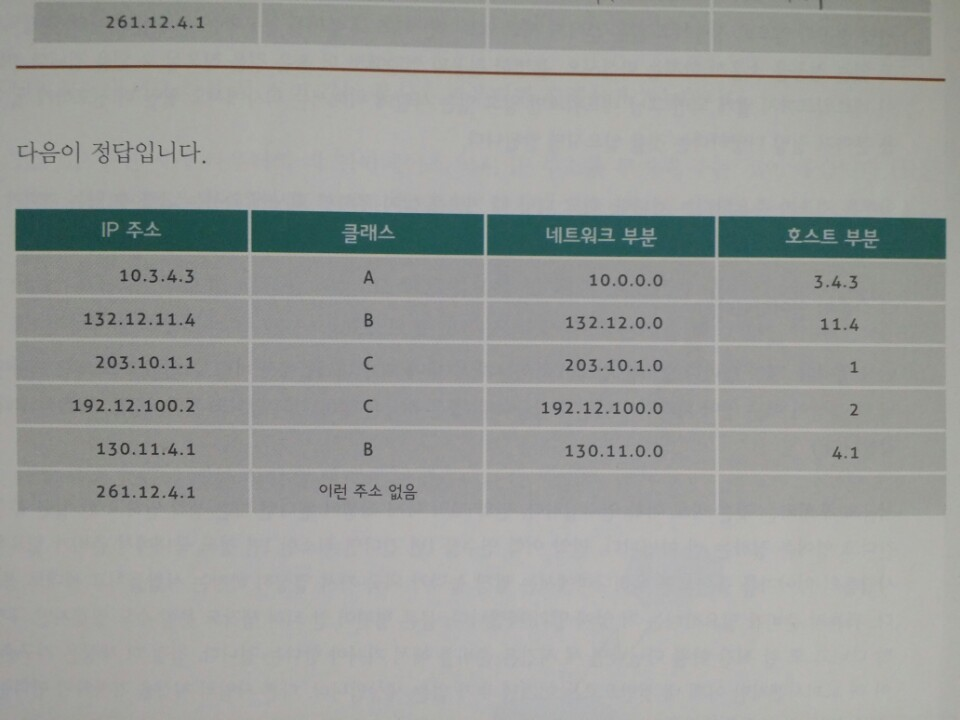 261.12.4.1
다음이 정답입니다.
IP 주소 클래스 네트워크 부분 호스트 부분
10.3.4.3 A 10.0.0.0 3.4.3
132.12.11.4 B 132.12.0.0 11.4
203.10.1.1 C 203.10.1.0 1
192.12.100.2 C 192.12.100.0 2
130.11.4.1 B 130.11.0.0 4.1
261.12.4.1 이런 주소 없음